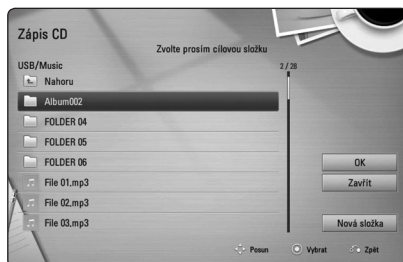 Zápis CD
Zvolte prosím cílovou složku
USB/Music
2 / 28
Nahoru
Album002
FOLDER 04
FOLDER 05
FOLDER 06
File 01.mp3
File 02.mp3
File 03.mp3
OK
Zavřít
Nová složka
Posun
Vybrat
Zpět